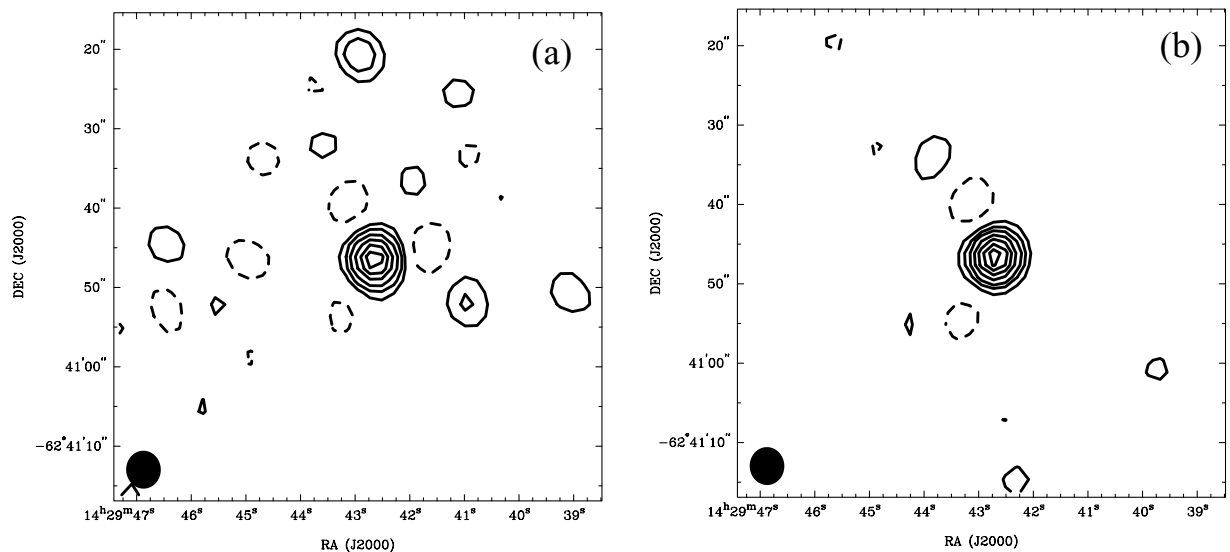 (a)
20"
30"
40"
50"
41'00"
-62°41'10"
DEC (J2000)
14ʰ29ᵐ47ˢ 46ˢ 45ˢ 44ˢ 43ˢ 42ˢ 41ˢ 40ˢ 39ˢ
RA (J2000)
(b)
20"
30"
40"
50"
41'00"
-62°41'10"
DEC (J2000)
14ʰ29ᵐ47ˢ 46ˢ 45ˢ 44ˢ 43ˢ 42ˢ 41ˢ 40ˢ 39ˢ
RA (J2000)